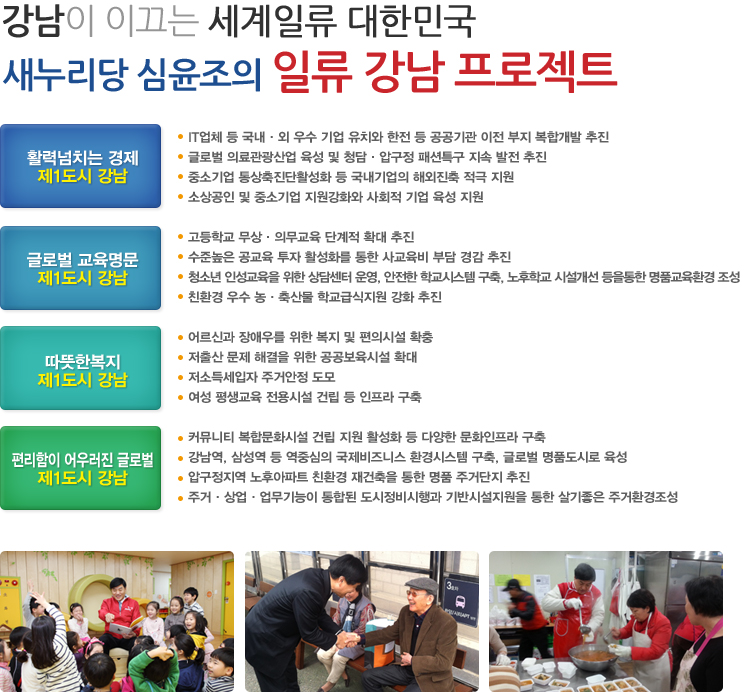 강남이 이끄는 세계일류 대한민국
새누리당 심윤조의 일류 강남 프로젝트
활력넘치는 경제
제1도시 강남
• IT업체 등 국내 · 외 우수 기업 유치와 한전 등 공공기관 이전 부지 복합개발 추진
• 글로벌 의료관광산업 육성 및 청담 · 압구정 패션특구 지속 발전 추진
• 중소기업 통상촉진단활성화 등 국내기업의 해외진출 적극 지원
• 소상공인 및 중소기업 지원강화와 사회적 기업 육성 지원
글로벌 교육명문
제1도시 강남
• 고등학교 무상 · 의무교육 단계적 확대 추진
• 수준높은 공교육 투자 활성화를 통한 사교육비 부담 경감 추진
• 청소년 인성교육을 위한 상담센터 운영, 안전한 학교시스템 구축, 노후학교 시설개선 등을통한 명품교육환경 조성
• 친환경 우수 농 · 축산물 학교급식지원 강화 추진
따뜻한복지
제1도시 강남
• 어르신과 장애우를 위한 복지 및 편의시설 확충
• 저출산 문제 해결을 위한 공공보육시설 확대
• 저소득세입자 주거안정 도모
• 여성 평생교육 전용시설 건립 등 인프라 구축
편리함이 어우러진 글로벌
제1도시 강남
• 커뮤니티 복합문화시설 건립 지원 활성화 등 다양한 문화인프라 구축
• 강남역, 삼성역 등 역중심의 국제비즈니스 환경시스템 구축, 글로벌 명품도시로 육성
• 압구정지역 노후아파트 친환경 재건축을 통한 명품 주거단지 추진
• 주거 · 상업 · 업무기능이 통합된 도시정비시행과 기반시설지원을 통한 살기좋은 주거환경조성
3